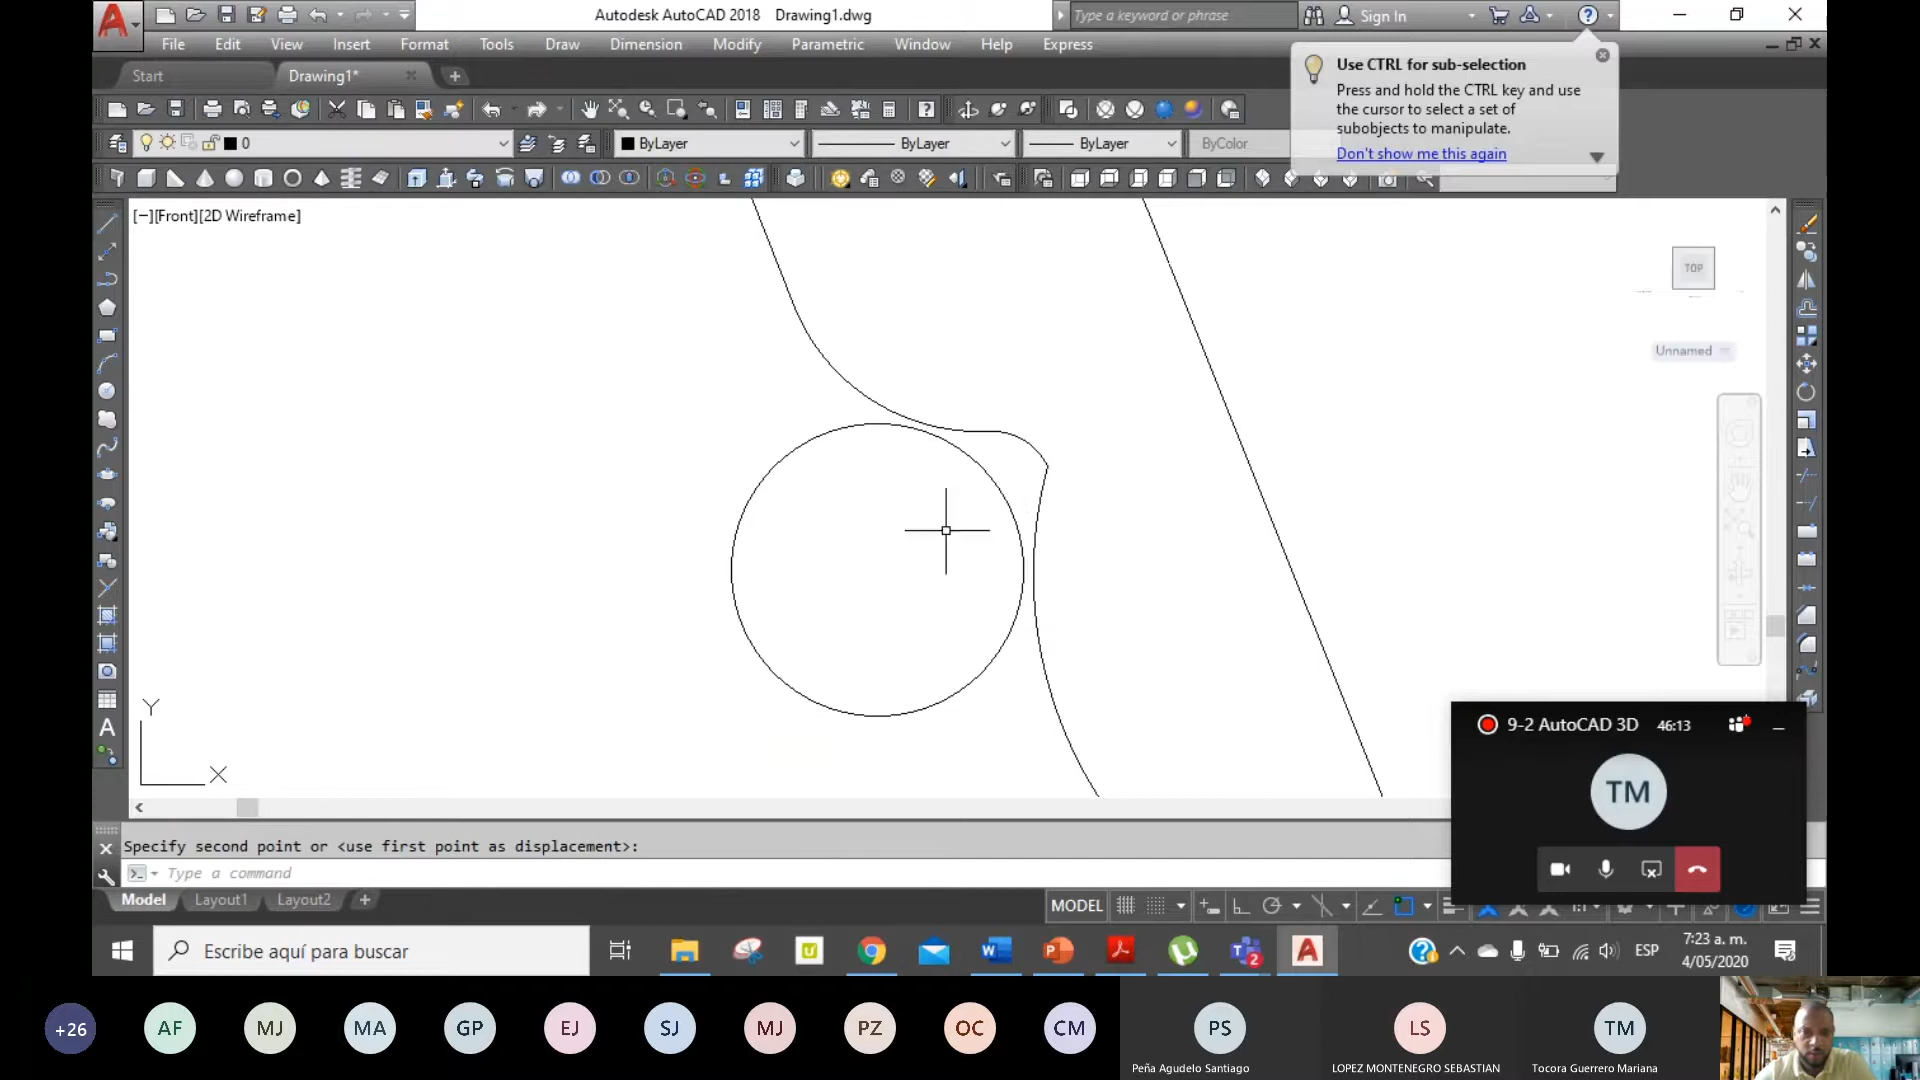 Autodesk AutoCAD 2018 Drawing1.dwg
Type a keyword or phrase
Sign In
File Edit View Insert Format Tools Draw Dimension Modify Parametric Window Help Express
Use CTRL for sub-selection
Press and hold the CTRL key and use
the cursor to select a set of
subobjects to manipulate.
Don't show me this again
Start Drawing1*
0 ByLayer ByLayer ByLayer ByColor
[−][Front][2D Wireframe]
TOP
Unnamed
Y
X
9-2 AutoCAD 3D 46:13
TM
Specify second point or <use first point as displacement>:
Type a command
Model Layout1 Layout2
MODEL
Escribe aquí para buscar
2
ESP
7:23 a. m.
4/05/2020
+26 AF MJ MA GP EJ SJ MJ PZ OC CM PS LS TM
Peña Agudelo Santiago LOPEZ MONTENEGRO SEBASTIAN Tocora Guerrero Mariana